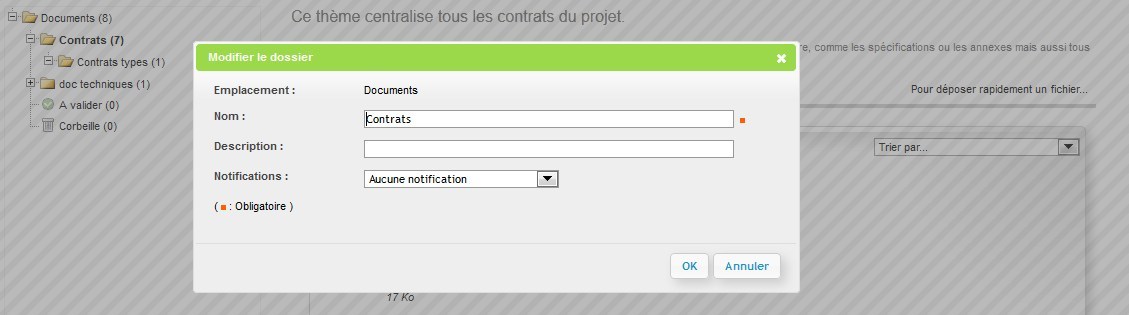 Documents (8)
Contrats (7)
Contrats types (1)
doc techniques (1)
A valider (0)
Corbeille (0)
Ce thème centralise tous les contrats du projet.
re, comme les spécifications ou les annexes mais aussi tous
Pour déposer rapidement un fichier...
Trier par...
Modifier le dossier
Emplacement : Documents
Nom : Contrats
Description :
Notifications : Aucune notification
( : Obligatoire )
OK Annuler
17 Ko